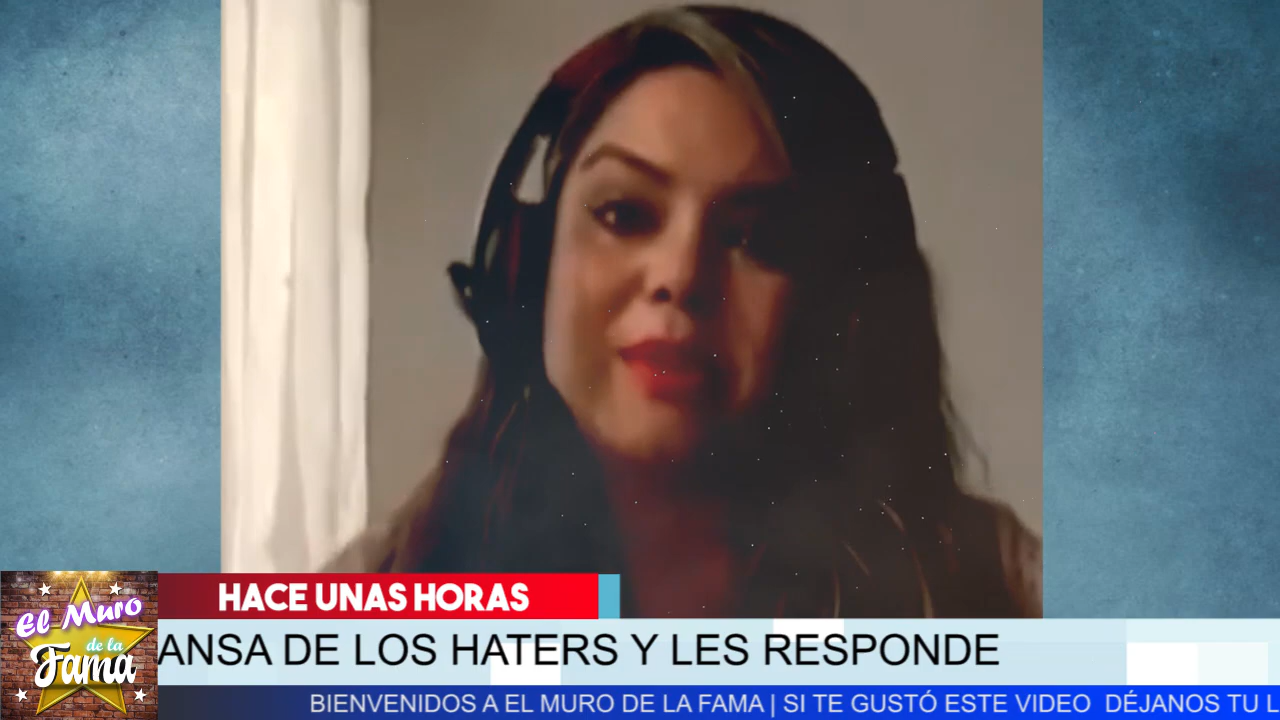 HACE UNAS HORAS
ANSA DE LOS HATERS Y LES RESPONDE
El Muro
de la
Fama
BIENVENIDOS A EL MURO DE LA FAMA | SI TE GUSTÓ ESTE VIDEO DÉJANOS TU L